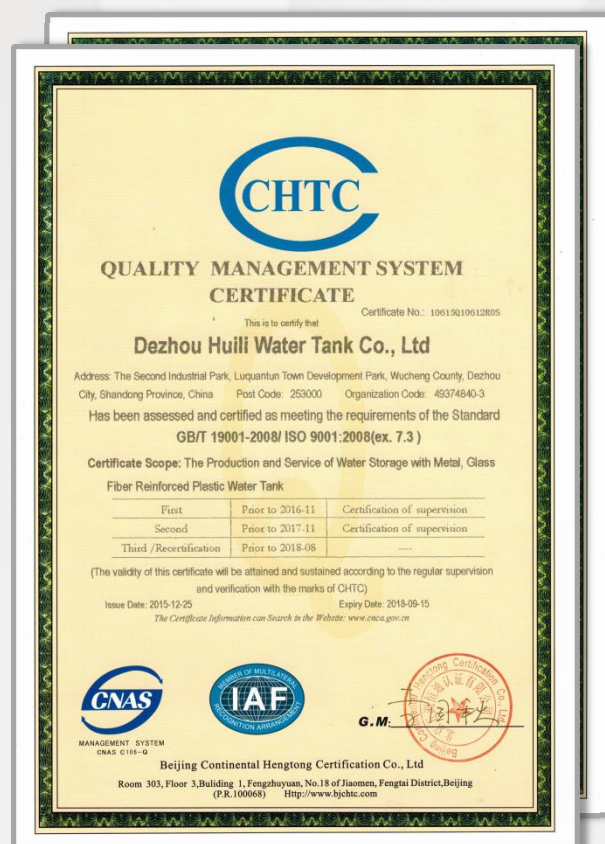 CHTC
QUALITY MANAGEMENT SYSTEM
CERTIFICATE
Certificate No.: 10615Q10612R0S
This is to certify that
Dezhou Huili Water Tank Co., Ltd
Address: The Second Industrial Park, Luquantun Town Development Park, Wucheng County, Dezhou
City, Shandong Province, China Post Code: 253000 Organization Code: 49374840-3
Has been assessed and certified as meeting the requirements of the Standard
GB/T 19001-2008/ ISO 9001:2008(ex. 7.3 )
Certificate Scope: The Production and Service of Water Storage with Metal, Glass
Fiber Reinforced Plastic Water Tank
First Prior to 2016-11 Certification of supervision
Second Prior to 2017-11 Certification of supervision
Third /Recertification Prior to 2018-08 ----
(The validity of this certificate will be attained and sustained according to the regular supervision
and verification with the marks of CHTC)
Issue Date: 2015-12-25 Expiry Date: 2018-09-15
The Certificate Information can Search in the Website: www.cnca.gov.cn
CNAS
MANAGEMENT SYSTEM
CNAS C106-Q
MEMBER OF MULTILATERAL
IAF
RECOGNITION ARRANGEMENT
G.M:
Beijing Continental Hengtong Certification Co., Ltd
Room 303, Floor 3,Buliding 1, Fengzhuyuan, No.18 of Jiaomen, Fengtai District,Beijing
(P.R.100068) Http://www.bjchtc.com